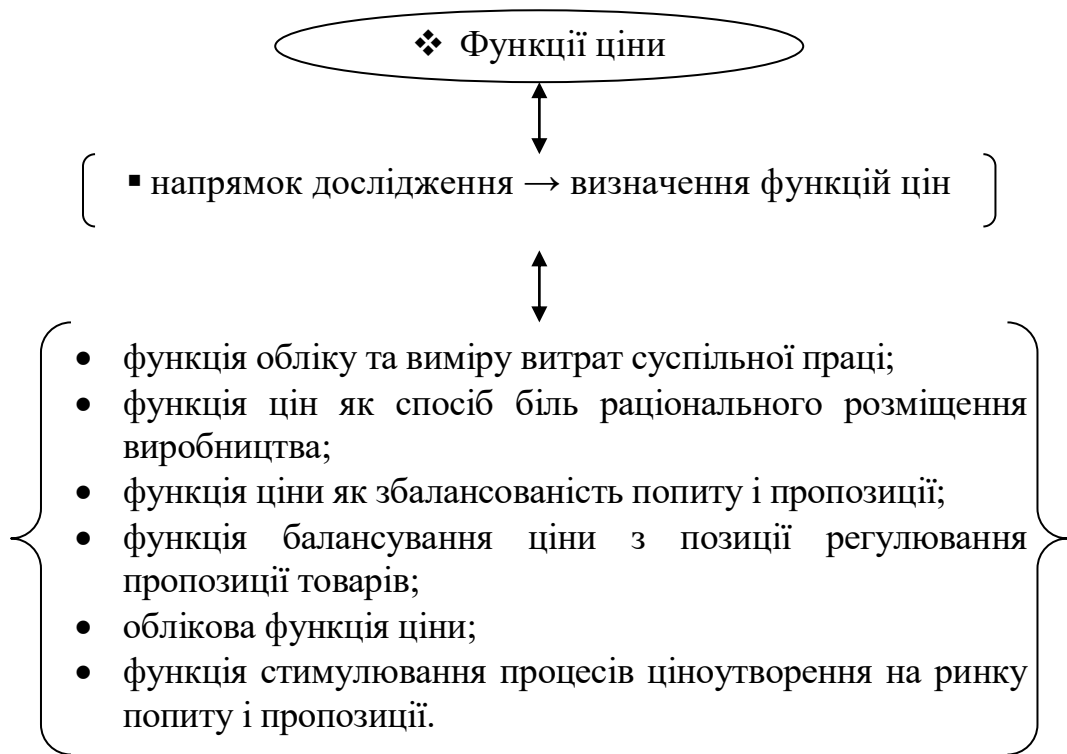 ❖ Функції ціни
▪ напрямок дослідження → визначення функцій цін
• функція обліку та виміру витрат суспільної праці;
• функція цін як спосіб біль раціонального розміщення
виробництва;
• функція ціни як збалансованість попиту і пропозиції;
• функція балансування ціни з позиції регулювання
пропозиції товарів;
• облікова функція ціни;
• функція стимулювання процесів ціноутворення на ринку
попиту і пропозиції.